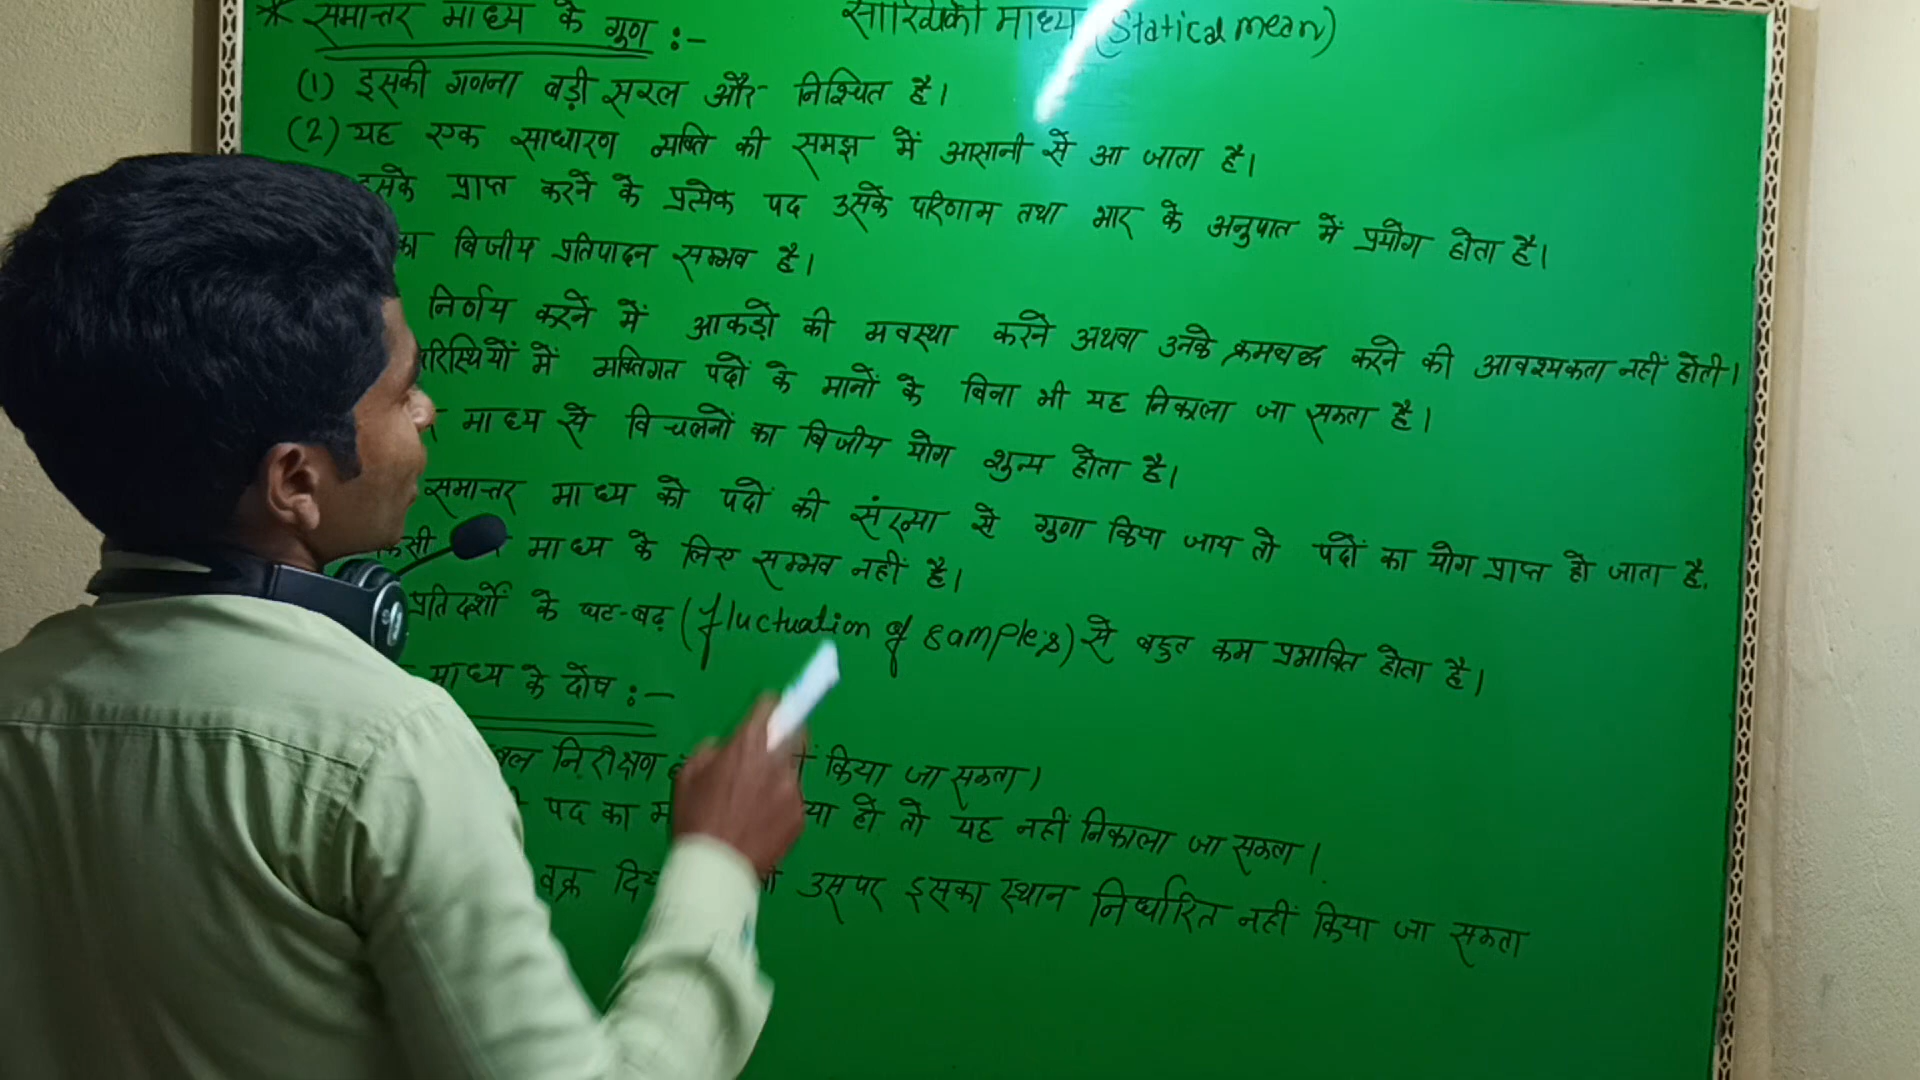 * समान्तर माध्य के गुण :-
सांख्यिकी माध्य (Statical mean)
(1) इसकी गणना बड़ी सरल और निश्चित है।
(2) यह एक साधारण व्यक्ति की समझ में आसानी से आ जाता है।
इसके प्राप्त करने के प्रत्येक पद उसके परिणाम तथा भार के अनुपात में प्रयोग होता है।
का बिजीय प्रतिपादन सम्भव है।
निर्णय करने में आकड़ो की व्यवस्था करने अथवा उनके क्रमबद्ध करने की आवश्यकता नहीं होती।
में व्यक्तिगत पदों के मानों के बिना भी यह निकाला जा सकता है।
माध्य से विचलनों का बिजीय योग शुन्य होता है।
समान्तर माध्य को पदों की संख्या से गुणा किया जाय तो पदों का योग प्राप्त हो जाता है.
माध्य के लिए सम्भव नहीं है।
प्रतिदर्शों के घट-बढ़ (fluctuation of samples) से बहुत कम प्रभावित होता है।
माध्य के दोष :-
निरीक्षण किया जा सकता।
पद का हो तो यह नहीं निकाला जा सकता।
वक्र उसपर इसका स्थान निर्धारित नहीं किया जा सकता